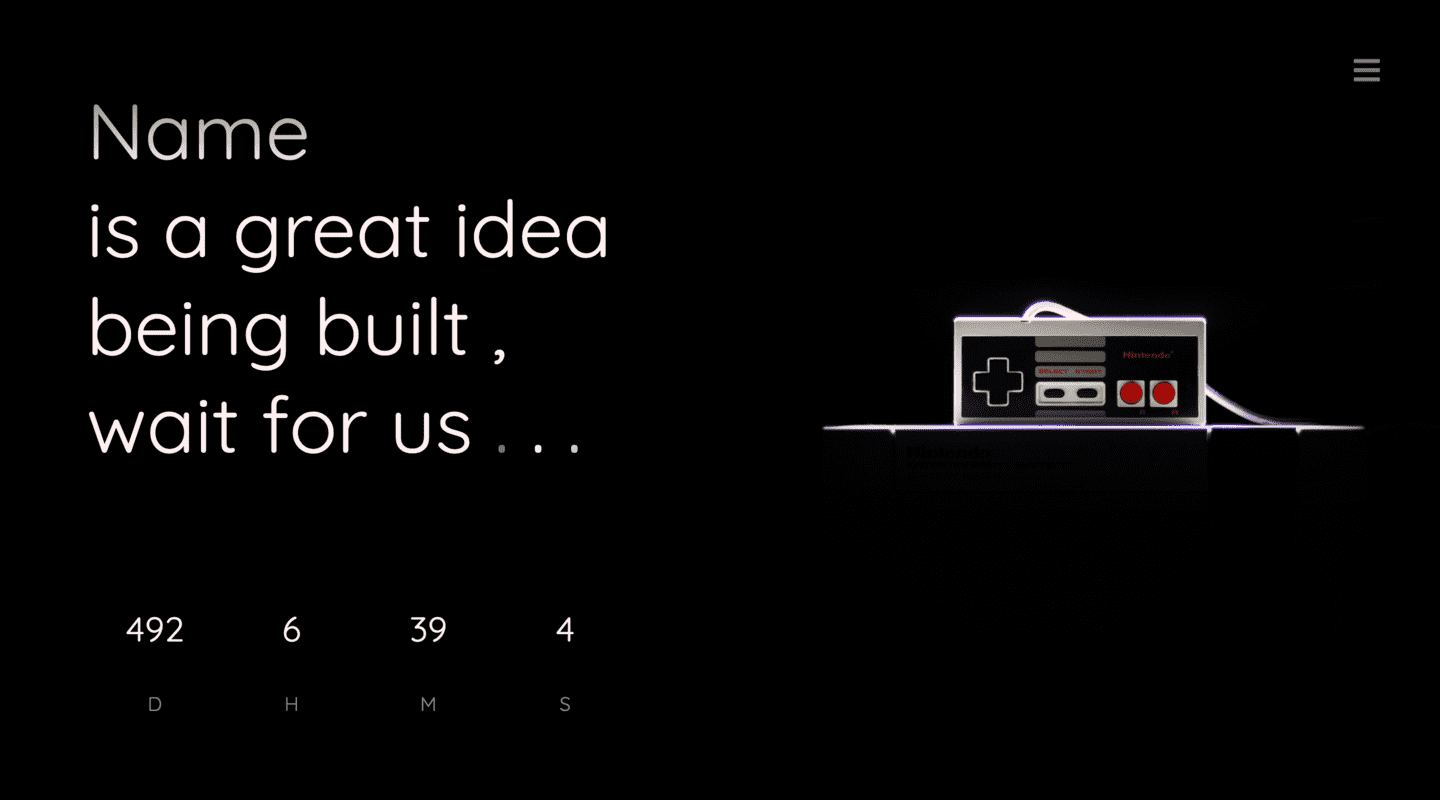 Name
is a great idea
being built ,
wait for us . . .
Nintendo
SELECT START
492 6 39 4
D H M S